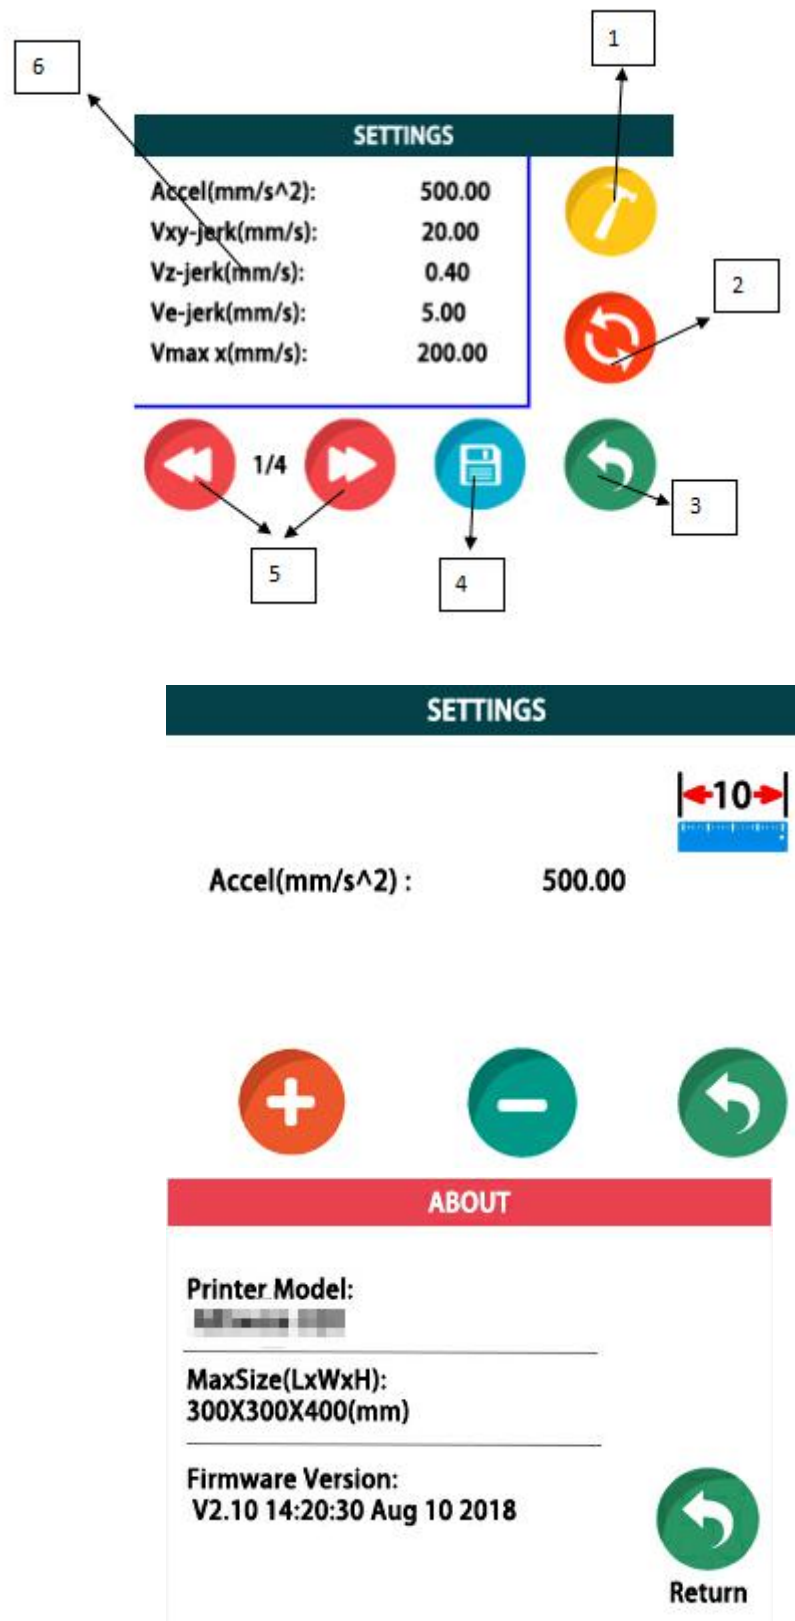 1
6
SETTINGS
Accel(mm/s^2): 500.00
Vxy-jerk(mm/s): 20.00
Vz-jerk(mm/s): 0.40
Ve-jerk(mm/s): 5.00
Vmax x(mm/s): 200.00
2
1/4
3
5
4
SETTINGS
10
Accel(mm/s^2) : 500.00
ABOUT
Printer Model:
MaxSize(LxWxH):
300X300X400(mm)
Firmware Version:
V2.10 14:20:30 Aug 10 2018
Return